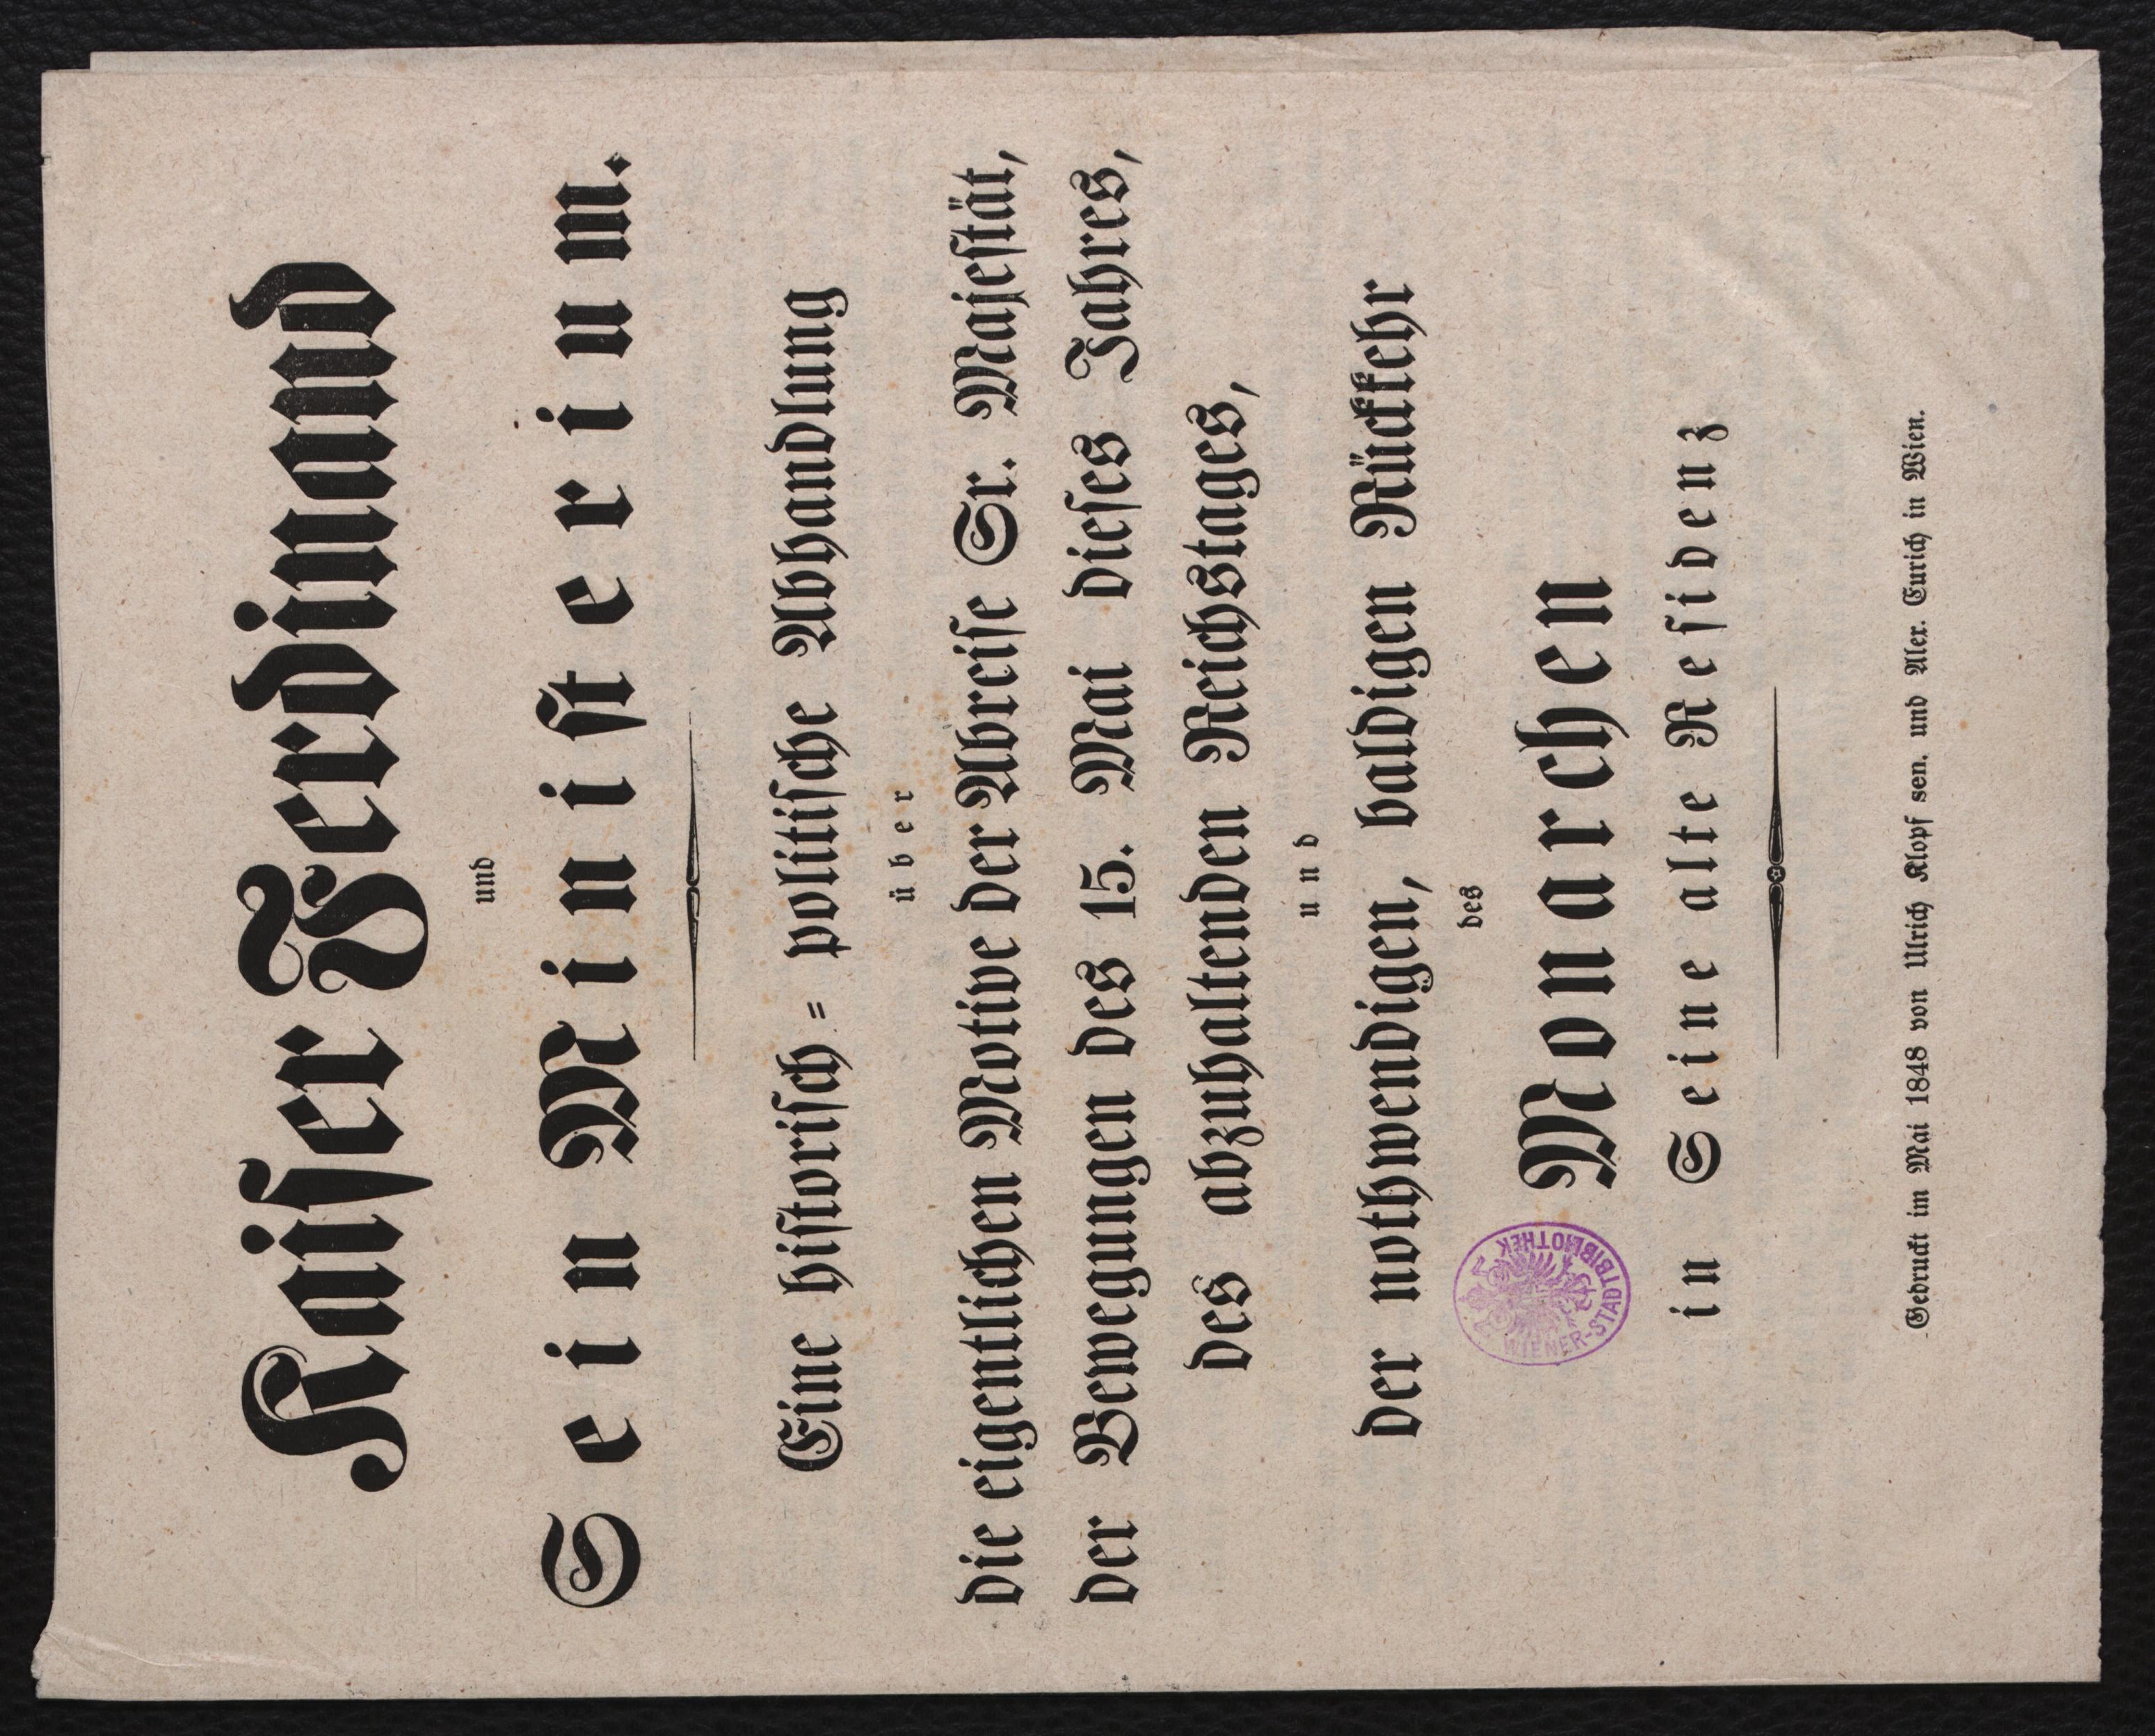 Kaiser Ferdinand
und
Sein Ministerium.
Eine historisch = politische Abhandlung
über
die eigentlichen Motive der Abreise Sr. Majestät,
der Bewegungen des 15. Mai dieses Jahres,
des abzuhaltenden Reichstages,
und
der nothwendigen, baldigen Rückkehr
des
Monarchen
in Seine alte Residenz
WIENER-STADTBIBLIOTHEK
Gedruckt im Mai 1848 von Ulrich Klopf sen. und Alex. Eurich in Wien.